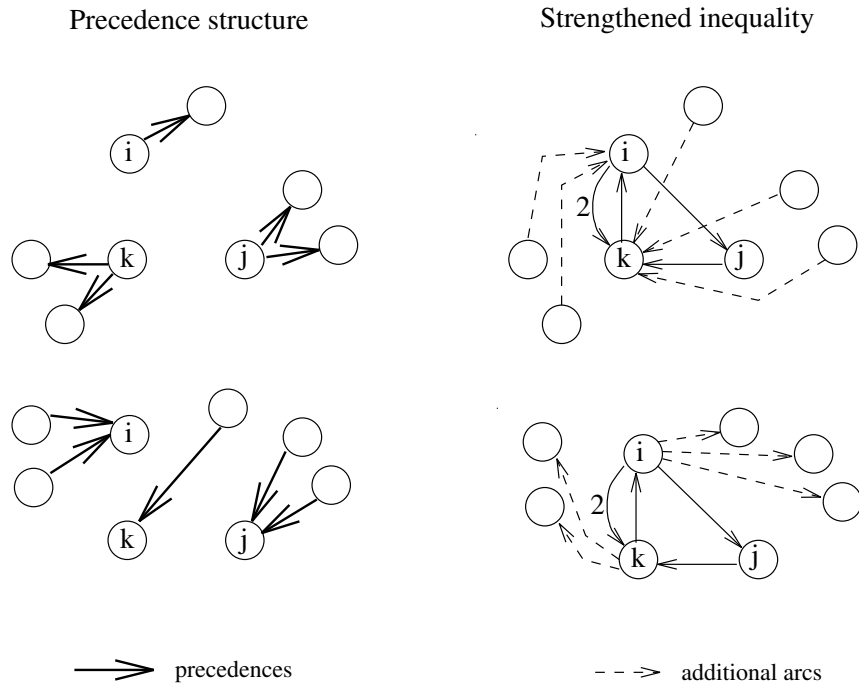 Precedence structure
Strengthened inequality
i
k
j
i
2
k
j
i
k
j
i
2
k
j
precedences
additional arcs